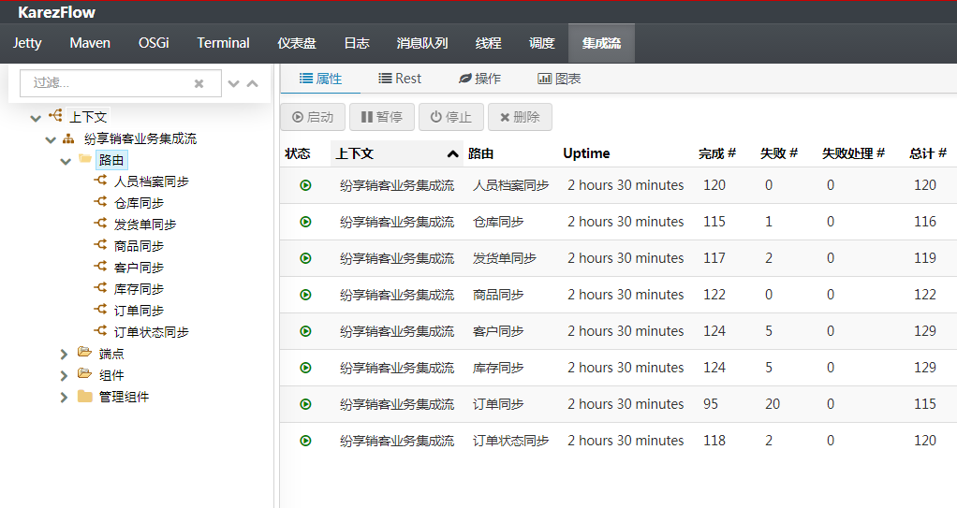 KarezFlow
Jetty Maven OSGi Terminal 仪表盘 日志 消息队列 线程 调度 集成流
过滤...
属性 Rest 操作 图表
上下文
纷享销客业务集成流
路由
人员档案同步
仓库同步
发货单同步
商品同步
客户同步
库存同步
订单同步
订单状态同步
端点
组件
管理组件
启动 暂停 停止 删除
状态 上下文 路由 Uptime 完成 # 失败 # 失败处理 # 总计 #
纷享销客业务集成流 人员档案同步 2 hours 30 minutes 120 0 0 120
纷享销客业务集成流 仓库同步 2 hours 30 minutes 115 1 0 116
纷享销客业务集成流 发货单同步 2 hours 30 minutes 117 2 0 119
纷享销客业务集成流 商品同步 2 hours 30 minutes 122 0 0 122
纷享销客业务集成流 客户同步 2 hours 30 minutes 124 5 0 129
纷享销客业务集成流 库存同步 2 hours 30 minutes 124 5 0 129
纷享销客业务集成流 订单同步 2 hours 30 minutes 95 20 0 115
纷享销客业务集成流 订单状态同步 2 hours 30 minutes 118 2 0 120